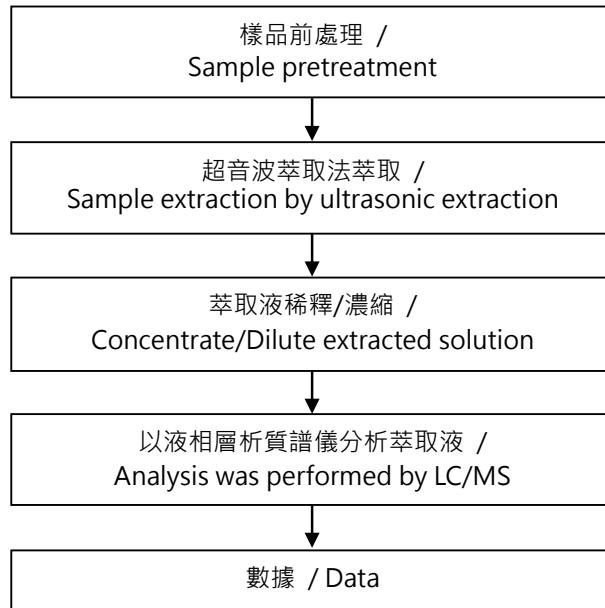 樣品前處理 /
Sample pretreatment
超音波萃取法萃取 /
Sample extraction by ultrasonic extraction
萃取液稀釋/濃縮 /
Concentrate/Dilute extracted solution
以液相層析質譜儀分析萃取液 /
Analysis was performed by LC/MS
數據 / Data